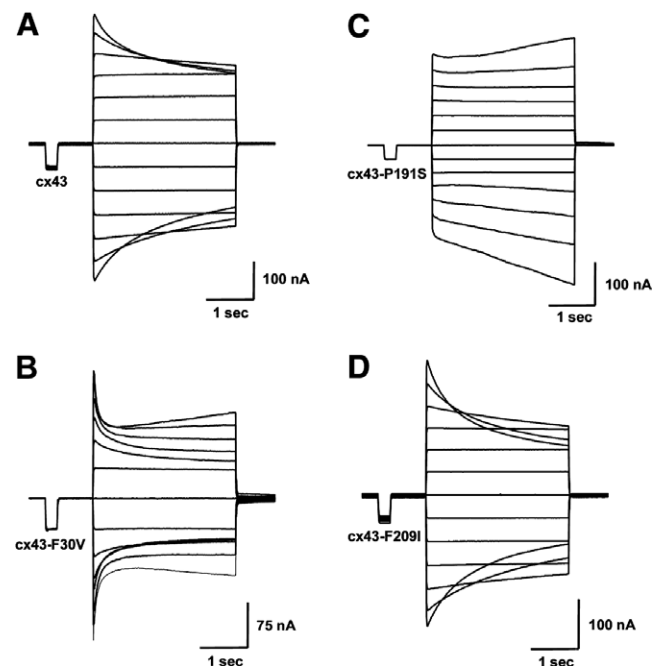 A
cx43
100 nA
1 sec
C
cx43-P191S
100 nA
1 sec
B
cx43-F30V
75 nA
1 sec
D
cx43-F209I
100 nA
1 sec